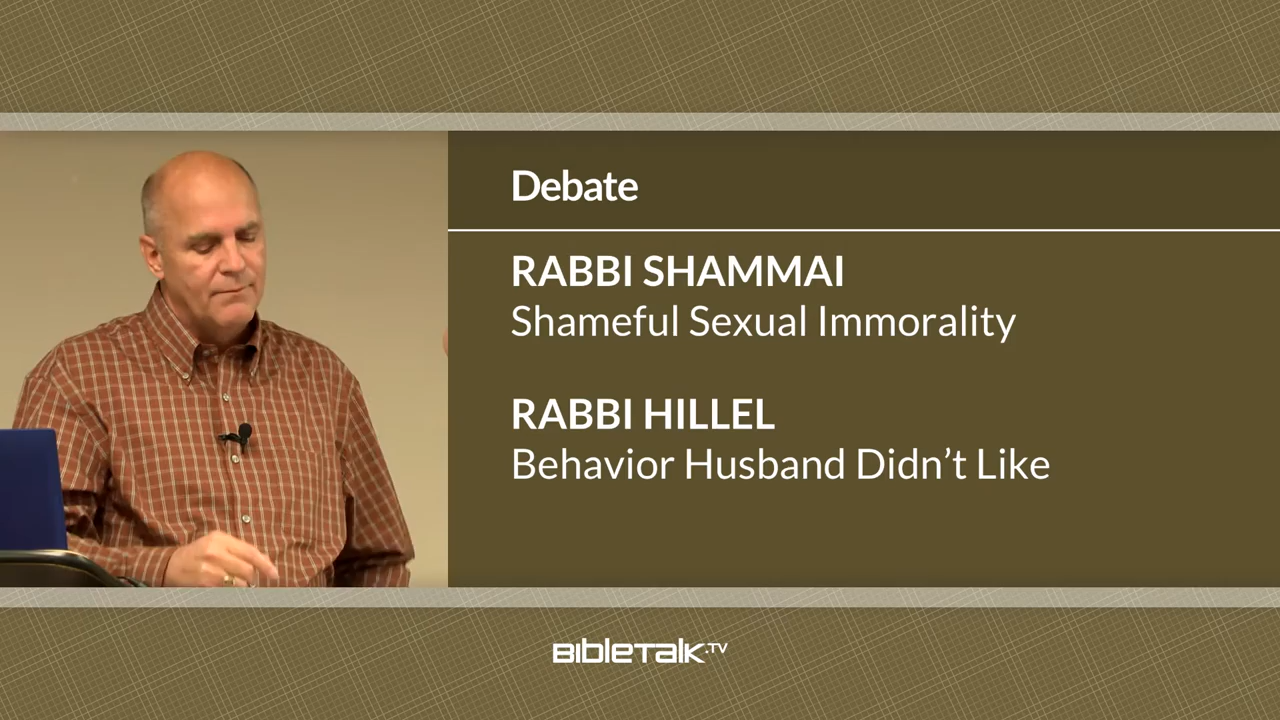 Debate
RABBI SHAMMAI
Shameful Sexual Immorality
RABBI HILLEL
Behavior Husband Didn’t Like
BIBLETALK.TV